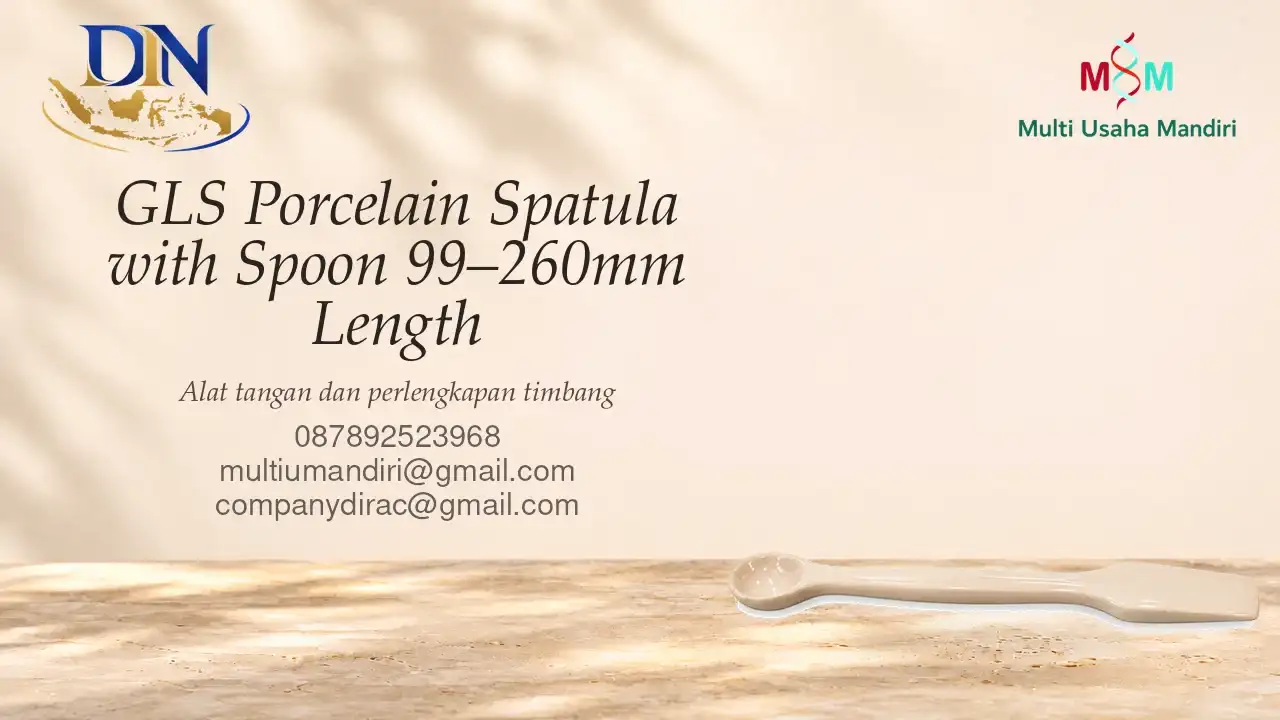 DIN
M M
Multi Usaha Mandiri
GLS Porcelain Spatula
with Spoon 99–260mm
Length
Alat tangan dan perlengkapan timbang
087892523968
multiumandiri@gmail.com
companydirac@gmail.com